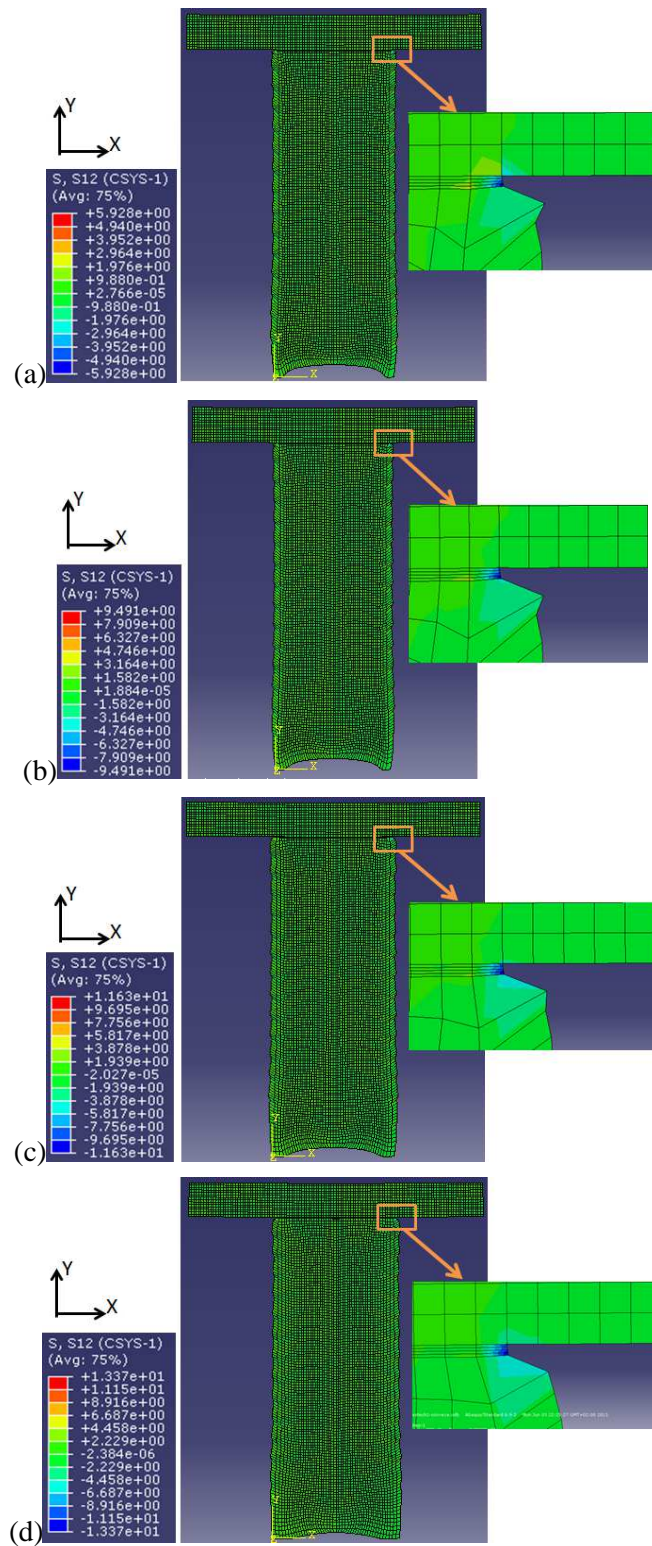 Y
X
S, S12 (CSYS-1)
(Avg: 75%)
+5.928e+00
+4.940e+00
+3.952e+00
+2.964e+00
+1.976e+00
+9.880e-01
+2.766e-05
-9.880e-01
-1.976e+00
-2.964e+00
-3.952e+00
-4.940e+00
-5.928e+00
Y
Z
X
(a)
Y
X
S, S12 (CSYS-1)
(Avg: 75%)
+9.491e+00
+7.909e+00
+6.327e+00
+4.746e+00
+3.164e+00
+1.582e+00
+1.884e-05
-1.582e+00
-3.164e+00
-4.746e+00
-6.327e+00
-7.909e+00
-9.491e+00
Y
Z
X
(b)
Y
X
S, S12 (CSYS-1)
(Avg: 75%)
+1.163e+01
+9.695e+00
+7.756e+00
+5.817e+00
+3.878e+00
+1.939e+00
-2.027e-05
-1.939e+00
-3.878e+00
-5.817e+00
-7.756e+00
-9.695e+00
-1.163e+01
Y
Z
X
(c)
Y
X
S, S12 (CSYS-1)
(Avg: 75%)
+1.337e+01
+1.115e+01
+8.916e+00
+6.687e+00
+4.458e+00
+2.229e+00
-2.384e-06
-2.229e+00
-4.458e+00
-6.687e+00
-8.916e+00
-1.115e+01
-1.337e+01
Y
Z
X
(d)